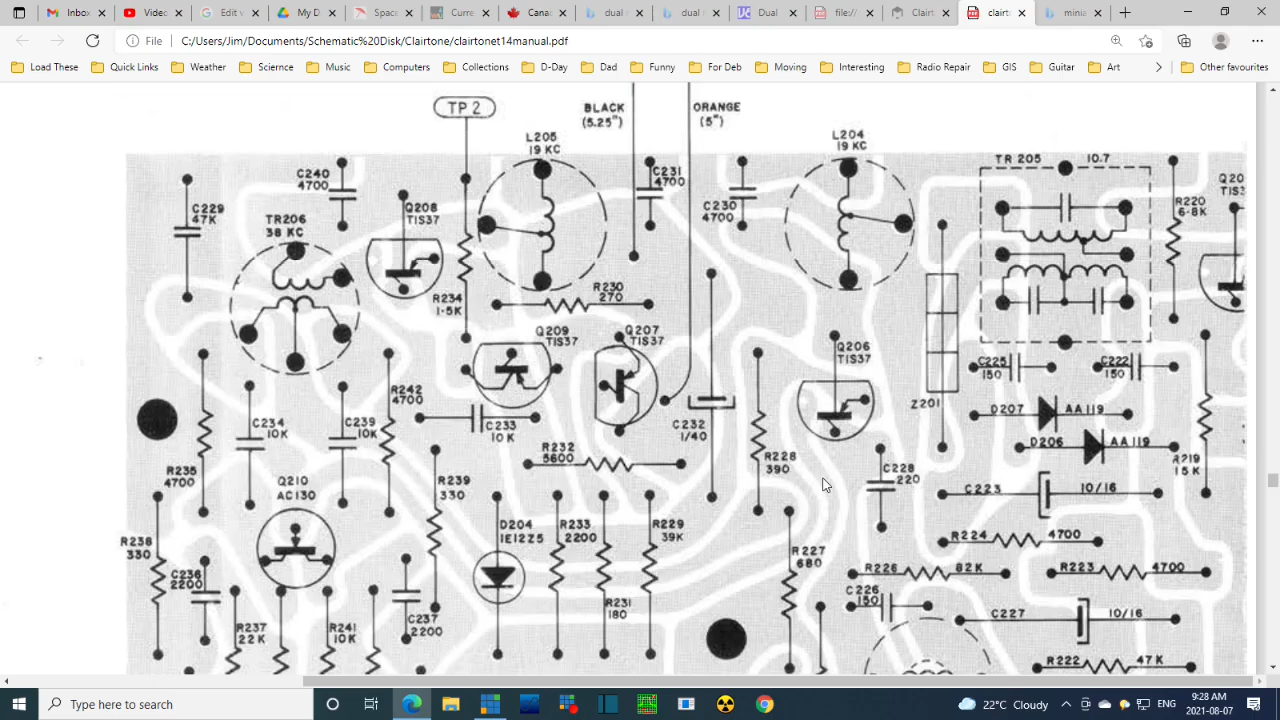 Inbox
Video
Edit v
My D
Space
Curre
Canad
dual r
dual r
Dual
file://
Clairt
clairt
minia
File
C:/Users/Jim/Documents/Schematic%20Disk/Clairtone/clairtonet14manual.pdf
Load These
Quick Links
Weather
Science
Music
Computers
Collections
D-Day
Dad
Funny
For Deb
Moving
Interesting
Radio Repair
GIS
Guitar
Art
Other favourites
TP 2
BLACK
(5.25")
ORANGE
(5")
L205
19 KC
L204
19 KC
C240
4700
C231
4700
TR 205
10.7
C229
47K
Q208
TIS37
C230
4700
R220
6·8K
TR206
38 KC
R234
1·5K
R230
270
Q209
TIS37
Q207
TIS37
Q206
TIS37
C225
150
C222
150
R242
4700
Z201
D207
AA119
C234
10K
C239
10K
C233
10 K
C232
1/40
D206
AA119
R235
4700
R232
5600
R228
390
R219
15K
Q210
AC130
R239
330
C228
220
C223
10/16
R238
330
D204
1E12Z5
R233
2200
R229
39K
R224
4700
R227
680
C236
2200
R226
82K
R223
4700
R231
180
C226
150
C227
10/16
R237
22 K
R241
10K
C237
2200
R222
47 K
Type here to search
22°C Cloudy
ENG
9:28 AM
2021-08-07